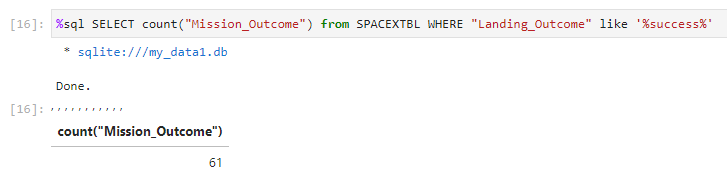 [16]: %sql SELECT count("Mission_Outcome") from SPACEXTBL WHERE "Landing_Outcome" like '%success%'
* sqlite:///my_data1.db
Done.
[16]: ,,,,,,,,,,,
count("Mission_Outcome")
61